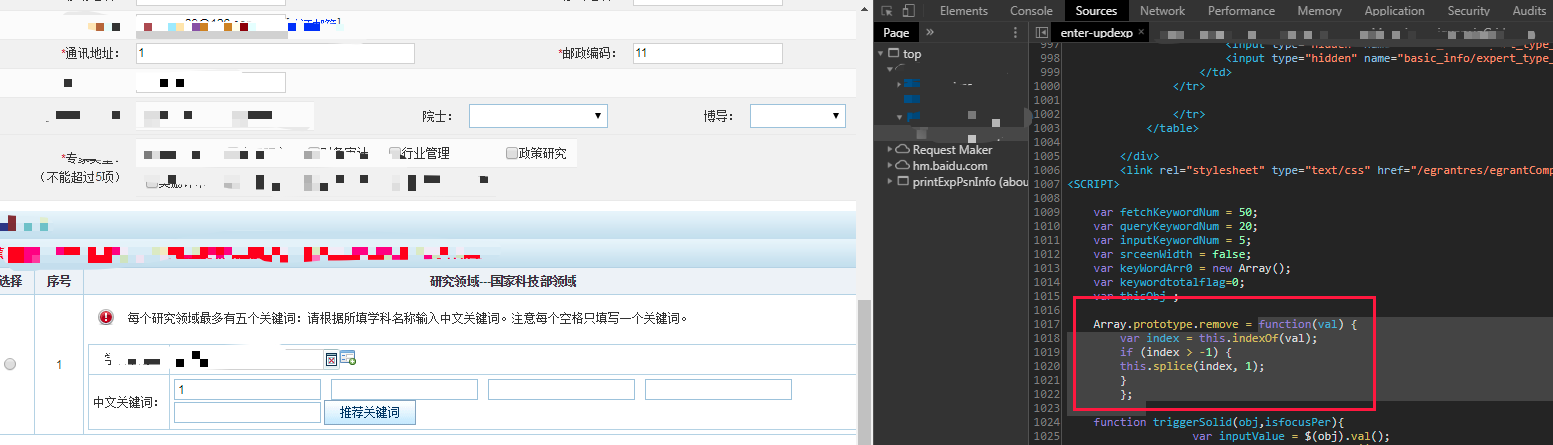 *通讯地址: 1 *邮政编码: 11
院士: 博导:
行业管理 政策研究
(不能超过5项)
选择 序号 研究领域---国家科技部领域
每个研究领域最多有五个关键词：请根据所填学科名称输入中文关键词。注意每个空格只填写一个关键词。
1
中文关键词: 1
推荐关键词
Elements Console Sources Network Performance Memory Application Security Audits
Page » enter-updexp ×
top
Request Maker
hm.baidu.com
printExpPsnInfo (abou
997 <input type="hidden" name="basic_info/expert_type_
998 <input type="hidden" name="basic_info/expert_type_
999 </td>
1000 </tr>
1001
1002 </tr>
1003 </table>
1004
1005 </div>
1006 <link rel="stylesheet" type="text/css" href="/egrantres/egrantComp
1007 <SCRIPT>
1008
1009 var fetchKeywordNum = 50;
1010 var queryKeywordNum = 20;
1011 var inputKeywordNum = 5;
1012 var srceenWidth = false;
1013 var keyWordArr0 = new Array();
1014 var keywordtotalflag=0;
1015 var thisObj ;
1016
1017 Array.prototype.remove = function(val) {
1018 var index = this.indexOf(val);
1019 if (index > -1) {
1020 this.splice(index, 1);
1021 }
1022 };
1023
1024 function triggerSolid(obj,isfocusPer){
1025 var inputValue = $(obj).val();